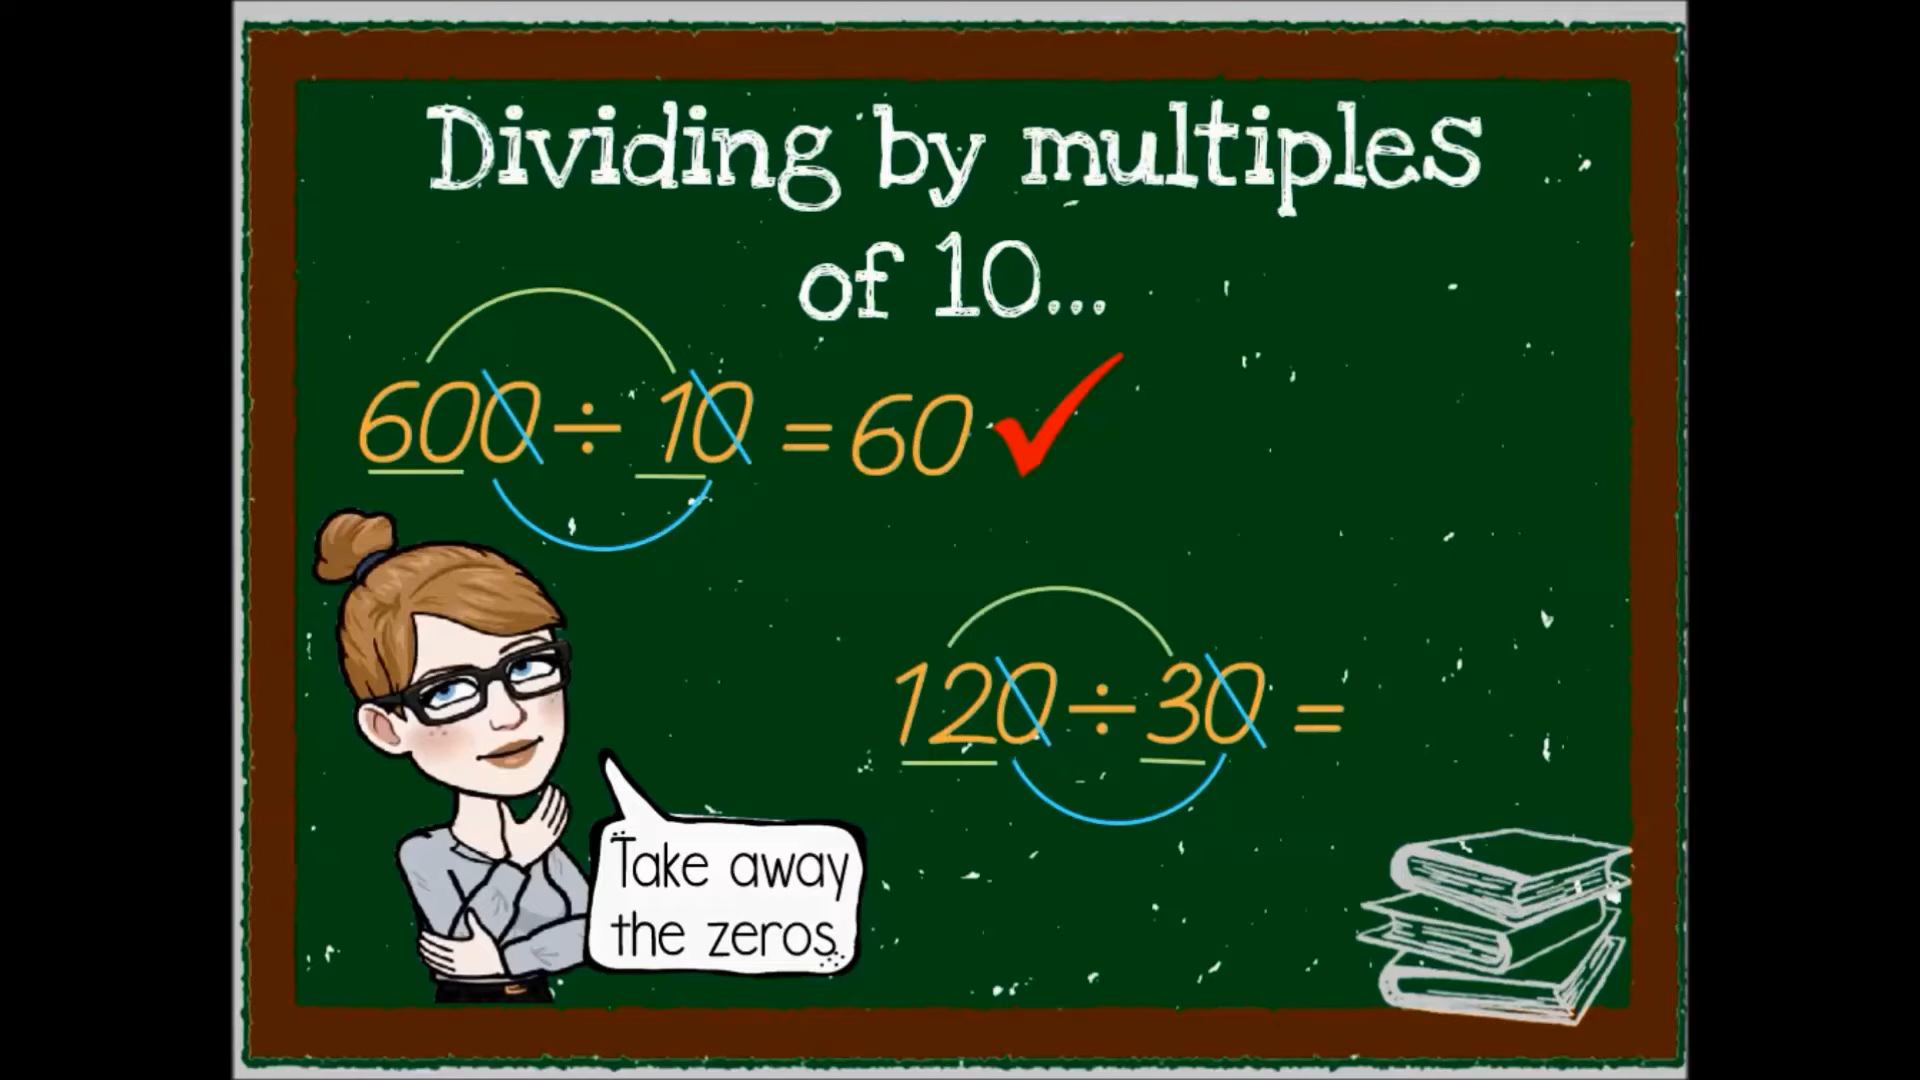 Dividing by multiples
of 10...
600 ÷ 10 = 60
120 ÷ 30 =
Take away
the zeros.